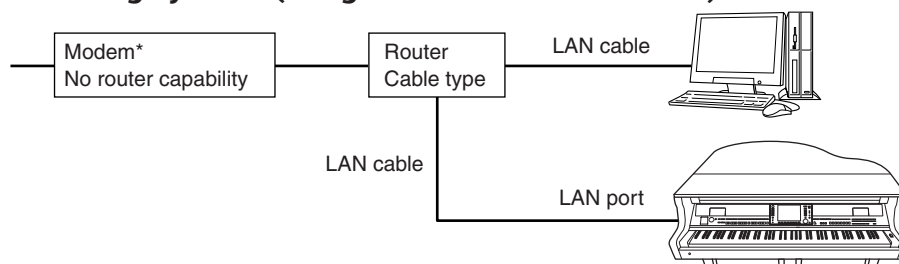 Modem*
No router capability
Router
Cable type
LAN cable
LAN cable
LAN port